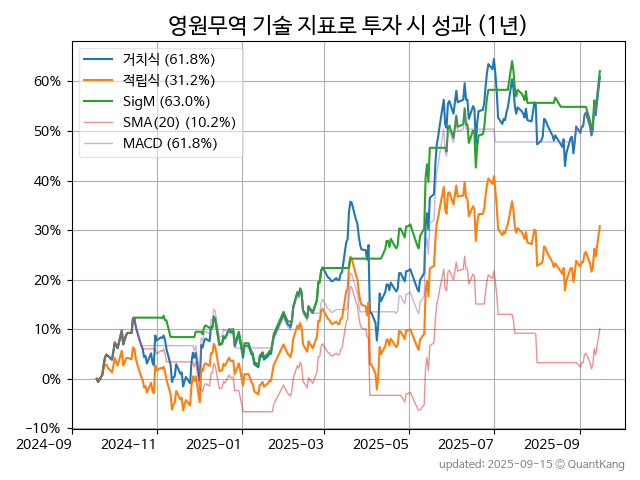 영원무역 기술 지표로 투자 시 성과 (1년)
거치식 (61.8%)
적립식 (31.2%)
SigM (63.0%)
SMA(20) (10.2%)
MACD (61.8%)
60%
50%
40%
30%
20%
10%
0%
−10%
2024-09
2024-11
2025-01
2025-03
2025-05
2025-07
2025-09
updated: 2025-09-15 © QuantKang